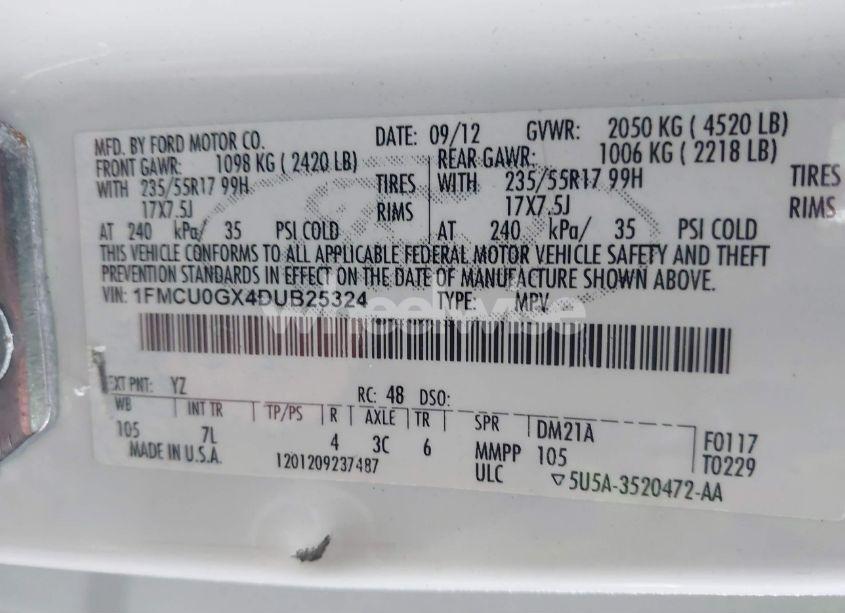 MFD. BY FORD MOTOR CO. DATE: 09/12 GVWR: 2050 KG ( 4520 LB)
FRONT GAWR: 1098 KG ( 2420 LB) REAR GAWR: 1006 KG ( 2218 LB)
WITH 235/55R17 99H TIRES WITH 235/55R17 99H TIRES
17X7.5J RIMS 17X7.5J RIMS
AT 240 kPa/ 35 PSI COLD AT 240 kPa/ 35 PSI COLD
THIS VEHICLE CONFORMS TO ALL APPLICABLE FEDERAL MOTOR VEHICLE SAFETY AND THEFT
PREVENTION STANDARDS IN EFFECT ON THE DATE OF MANUFACTURE SHOWN ABOVE.
VIN: 1FMCU0GX4DUB25324 TYPE: MPV
wheelwise
EXT PNT: YZ RC: 48 DSO:
WB INT TR TP/PS R AXLE TR SPR DM21A F0117
105 7L 4 3C 6 MMPP 105 T0229
MADE IN U.S.A. 1201209237487 ULC ▽5U5A-3520472-AA